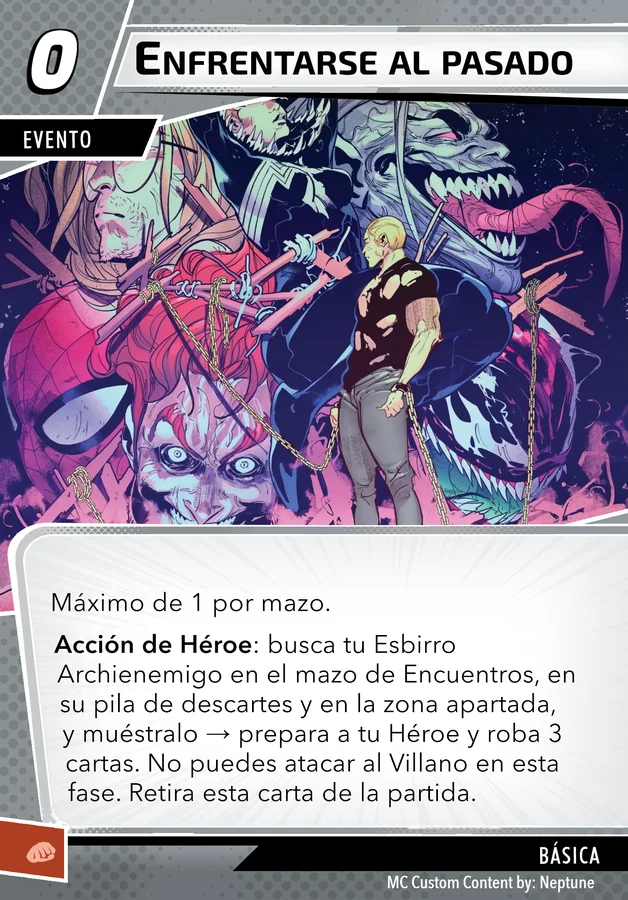 0
Enfrentarse al pasado
EVENTO
Máximo de 1 por mazo.
Acción de Héroe: busca tu Esbirro
Archienemigo en el mazo de Encuentros, en
su pila de descartes y en la zona apartada,
y muéstralo → prepara a tu Héroe y roba 3
cartas. No puedes atacar al Villano en esta
fase. Retira esta carta de la partida.
BÁSICA
MC Custom Content by: Neptune